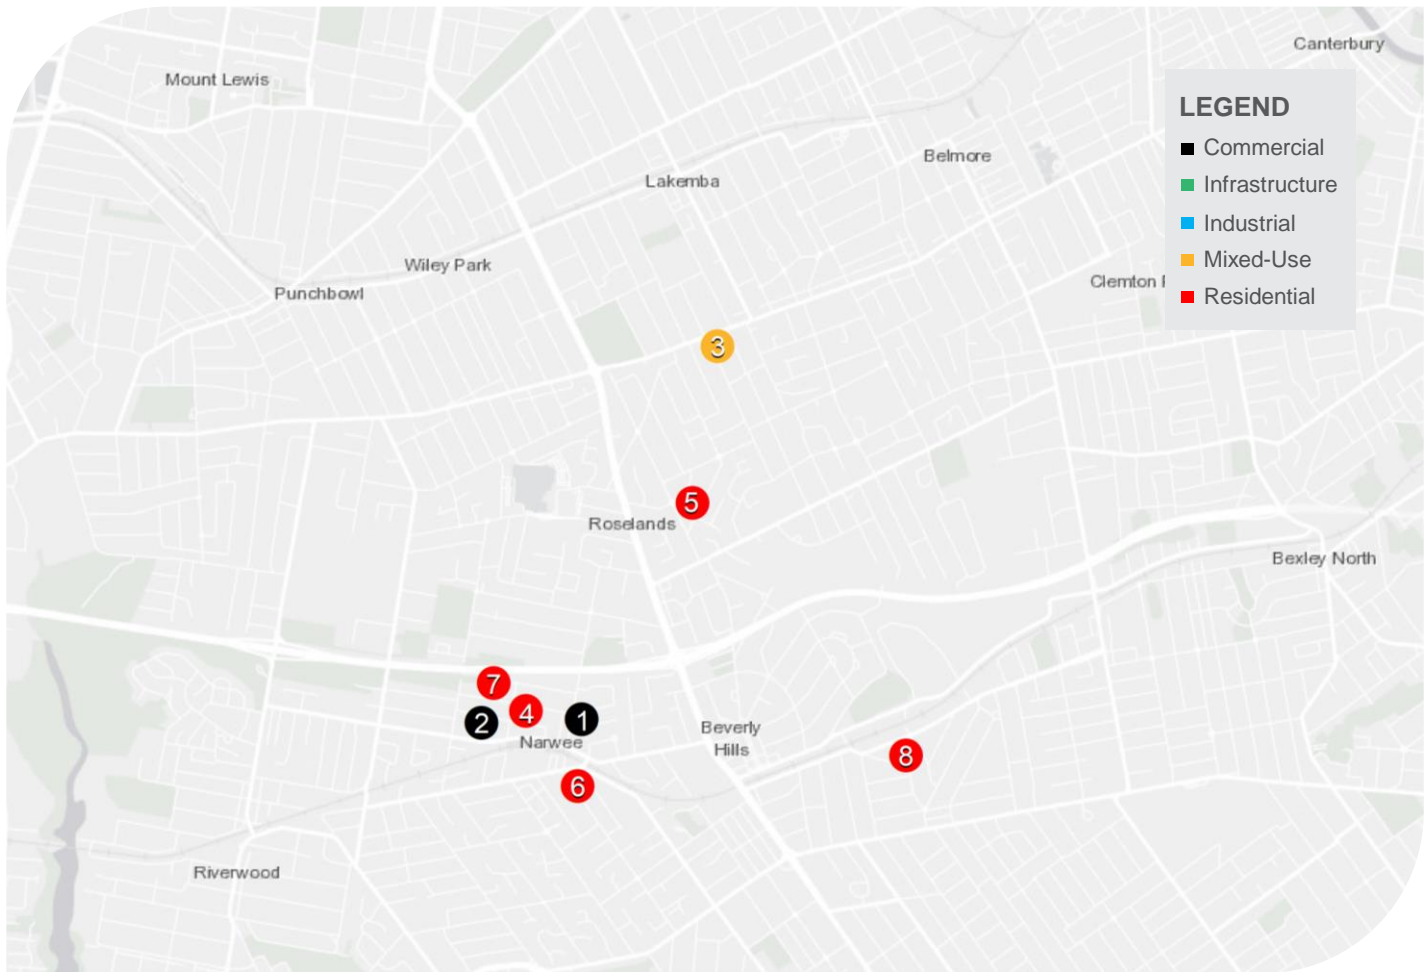 Canterbury
Mount Lewis
LEGEND
Commercial
Infrastructure
Industrial
Mixed-Use
Residential
Belmore
Lakemba
Wiley Park
Punchbowl
Clemton
3
5
Roselands
Bexley North
7
4
2
1
Narwee
Beverly
Hills
8
6
Riverwood